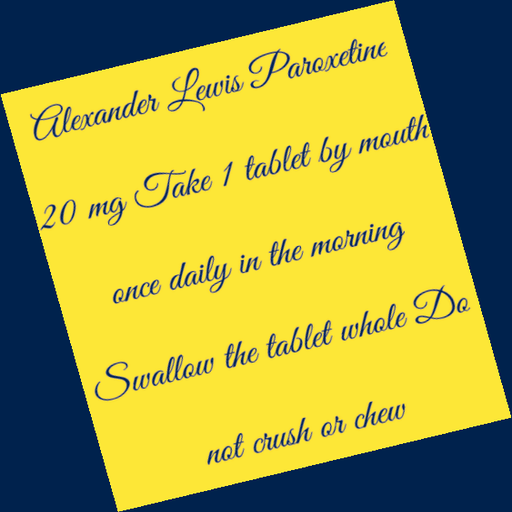 Alexander Lewis Paroxetine
20 mg Take 1 tablet by mouth
once daily in the morning
Swallow the tablet whole Do
not crush or chew